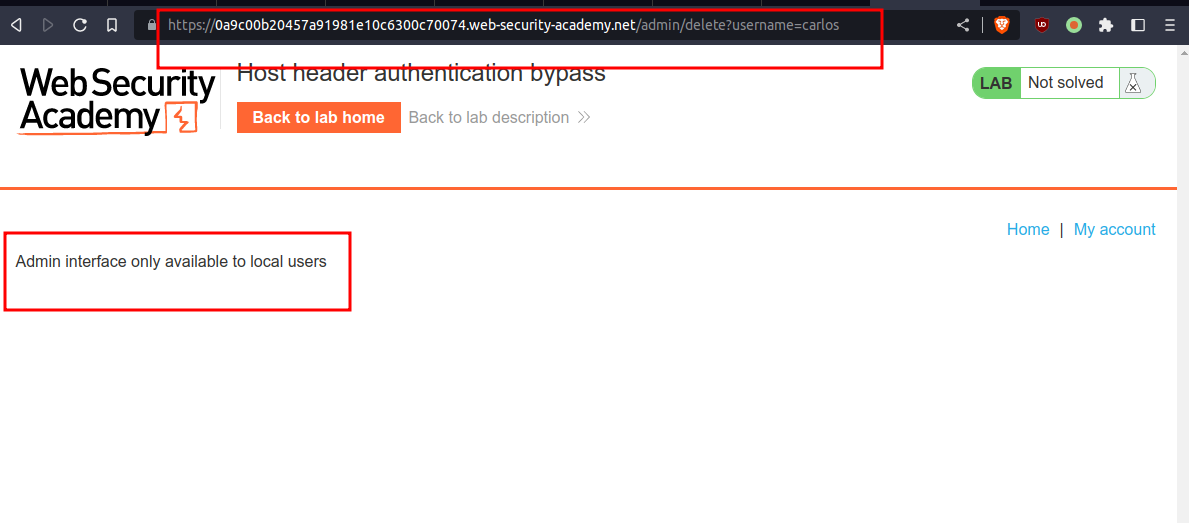 https://0a9c00b20457a91981e10c6300c70074.web-security-academy.net/admin/delete?username=carlos
Web Security
Academy
Host header authentication bypass
Back to lab home
Back to lab description
LAB
Not solved
Home | My account
Admin interface only available to local users